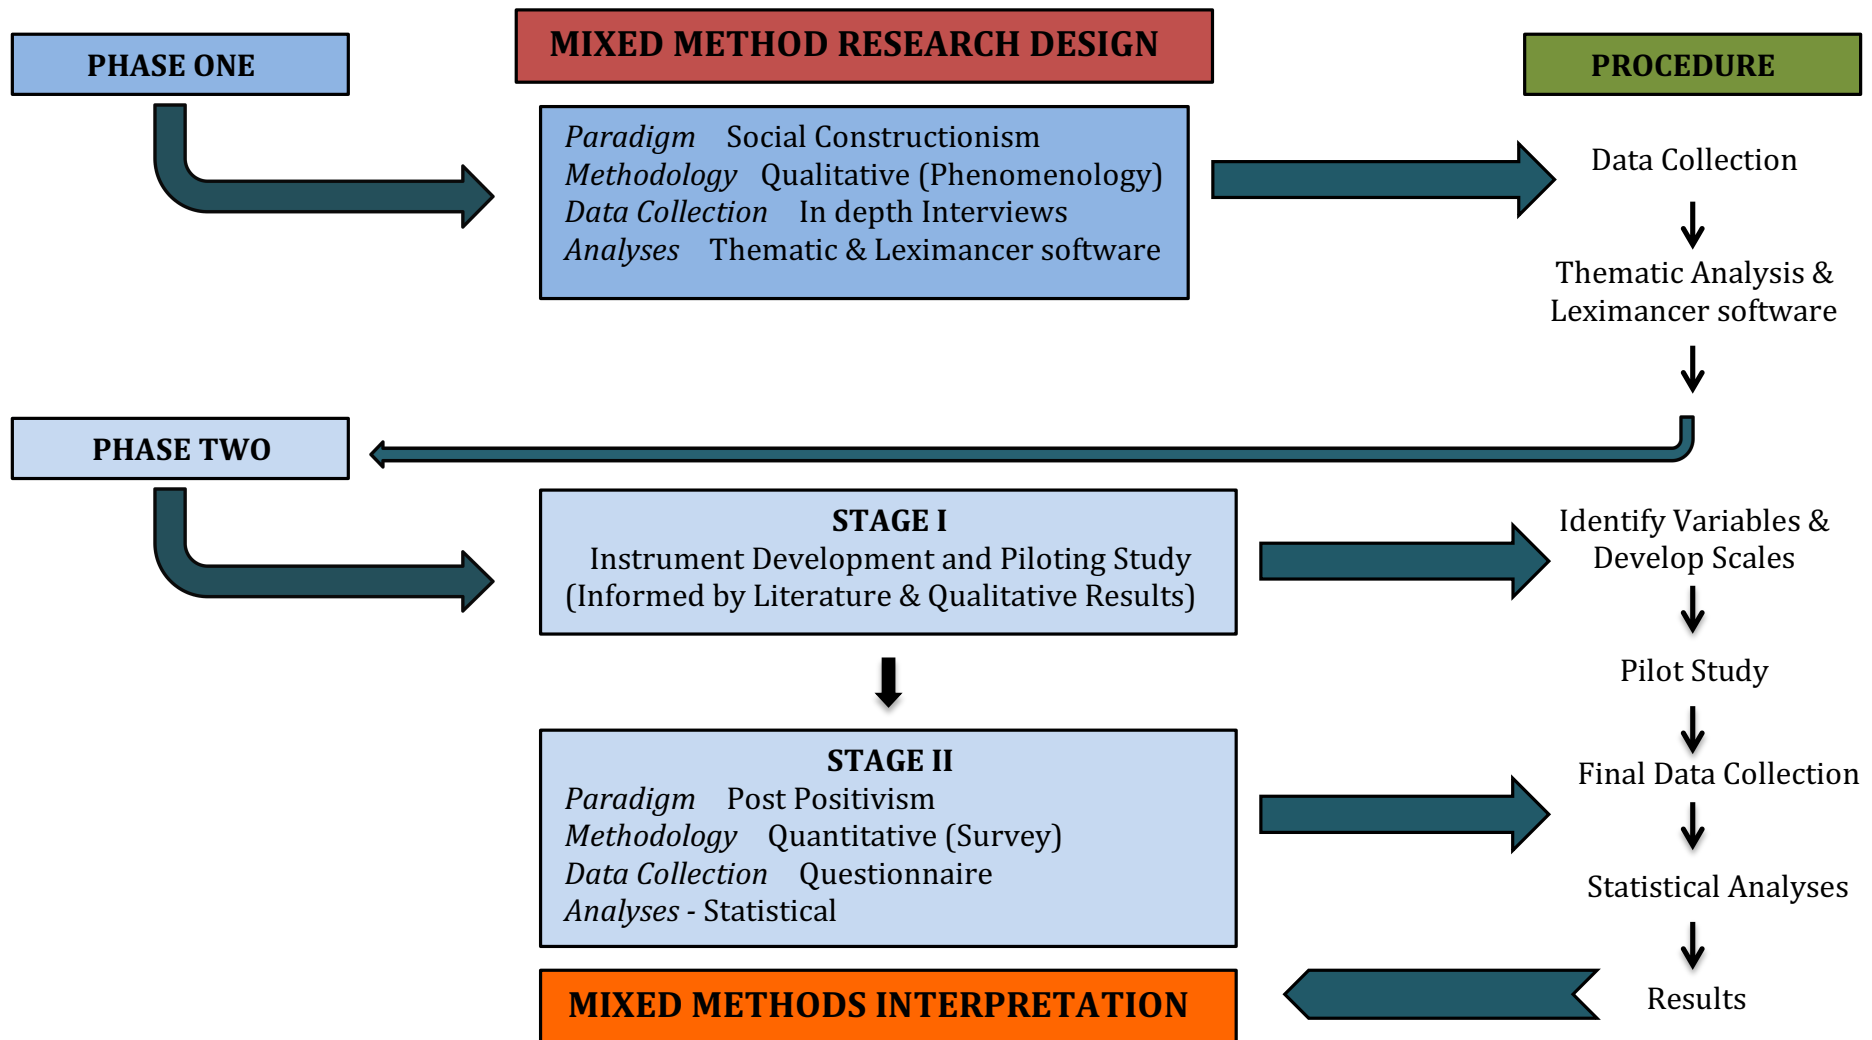 MIXED METHOD RESEARCH DESIGN
PHASE ONE
PROCEDURE
Paradigm Social Constructionism
Methodology Qualitative (Phenomenology)
Data Collection In depth Interviews
Analyses Thematic & Leximancer software
Data Collection
Thematic Analysis &
Leximancer software
PHASE TWO
STAGE I
Instrument Development and Piloting Study
(Informed by Literature & Qualitative Results)
Identify Variables &
Develop Scales
Pilot Study
STAGE II
Paradigm Post Positivism
Methodology Quantitative (Survey)
Data Collection Questionnaire
Analyses - Statistical
Final Data Collection
Statistical Analyses
Results
MIXED METHODS INTERPRETATION